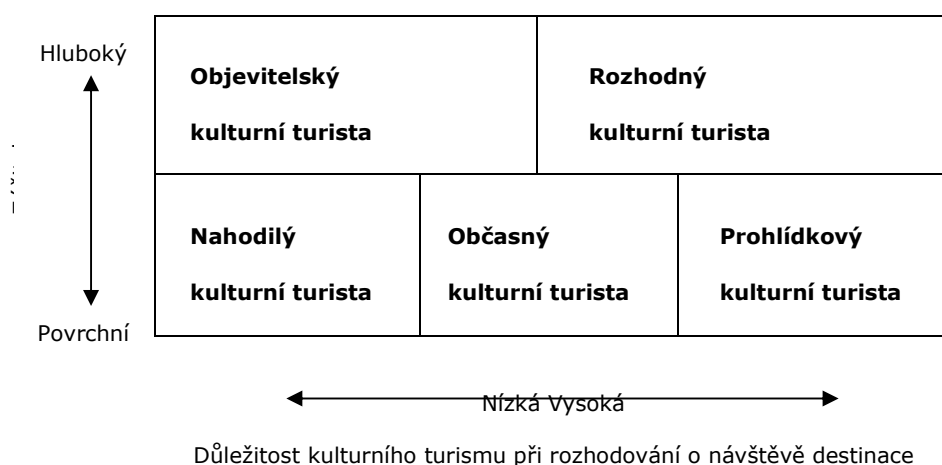 Hluboký
Objevitelský
kulturní turista
Rozhodný
kulturní turista
Nahodilý
kulturní turista
Občasný
kulturní turista
Prohlídkový
kulturní turista
Povrchní
Nízká Vysoká
Důležitost kulturního turismu při rozhodování o návštěvě destinace